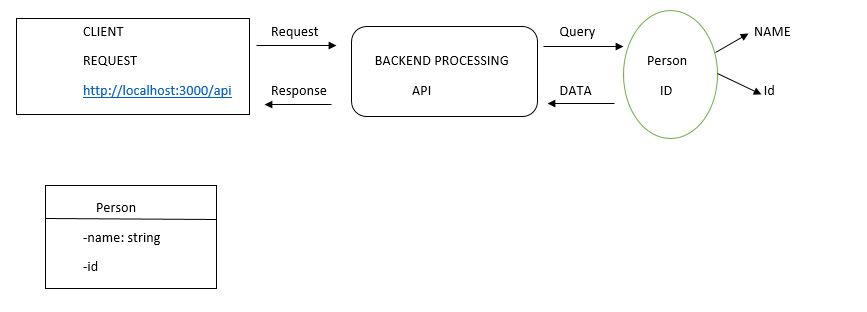 CLIENT
REQUEST
http://localhost:3000/api
Request
Response
BACKEND PROCESSING
API
Query
DATA
Person
ID
NAME
Id
Person
-name: string
-id